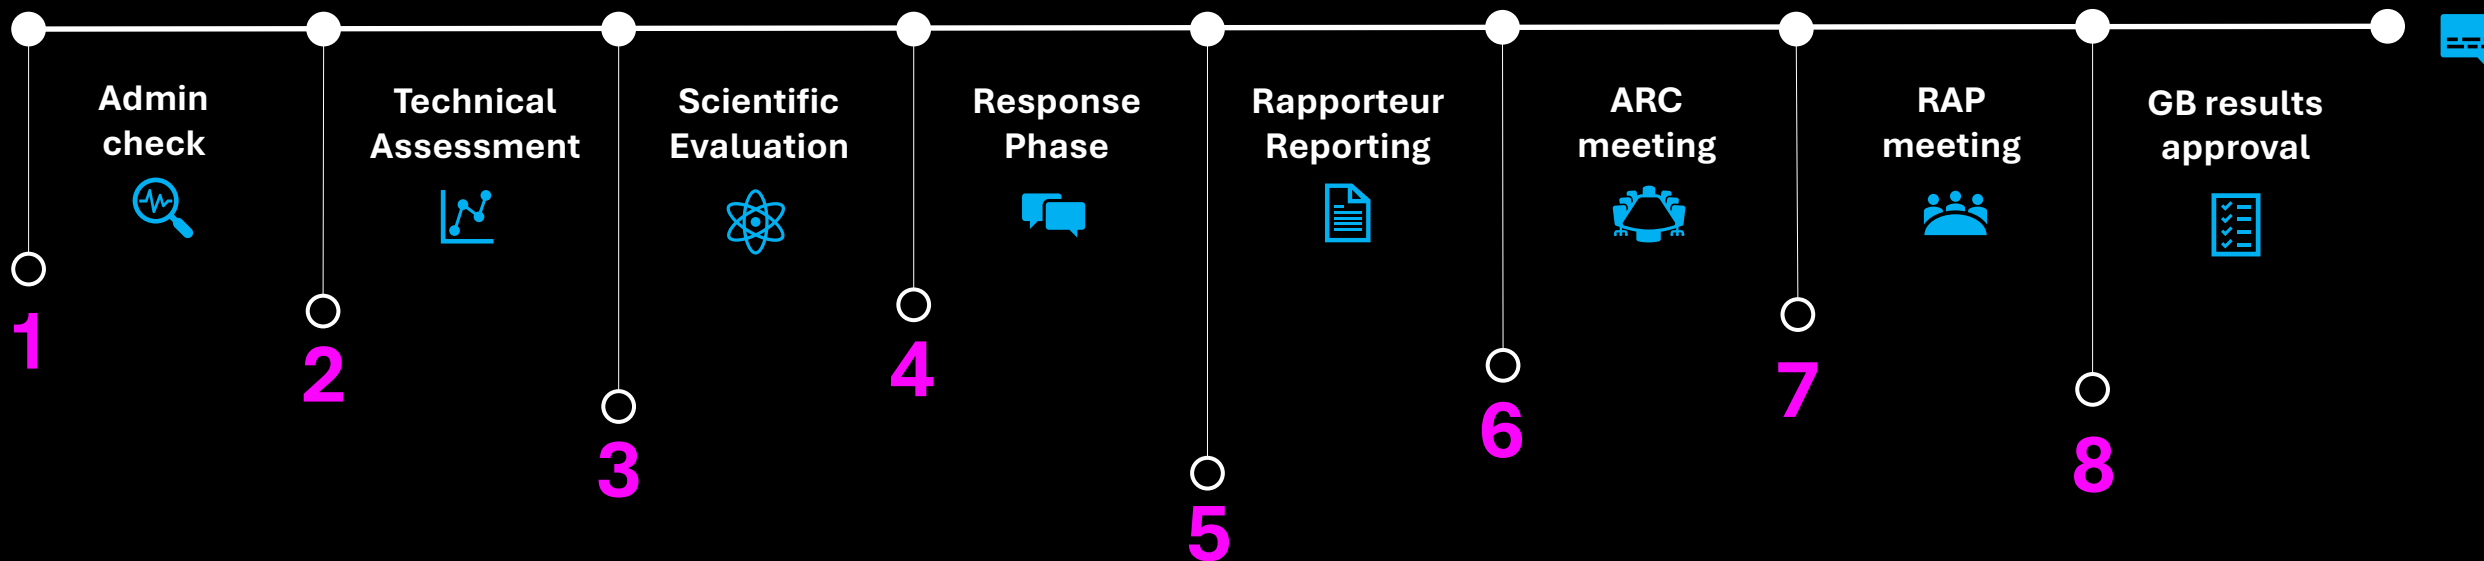 Admin
check
Technical
Assessment
Scientific
Evaluation
Response
Phase
Rapporteur
Reporting
ARC
meeting
RAP
meeting
GB results
approval
1
2
3
4
5
6
7
8